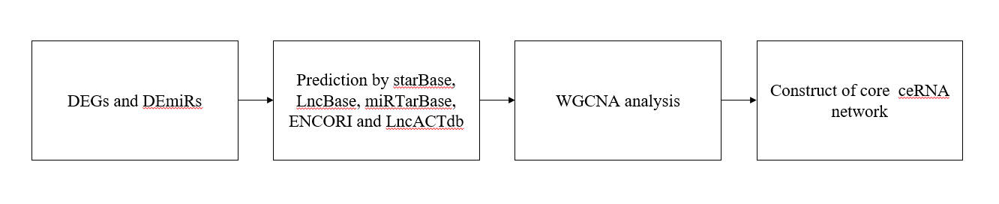 DEGs and DEmiRs
Prediction by starBase,
LncBase, miRTarBase,
ENCORI and LncACTdb
WGCNA analysis
Construct of core  ceRNA
network